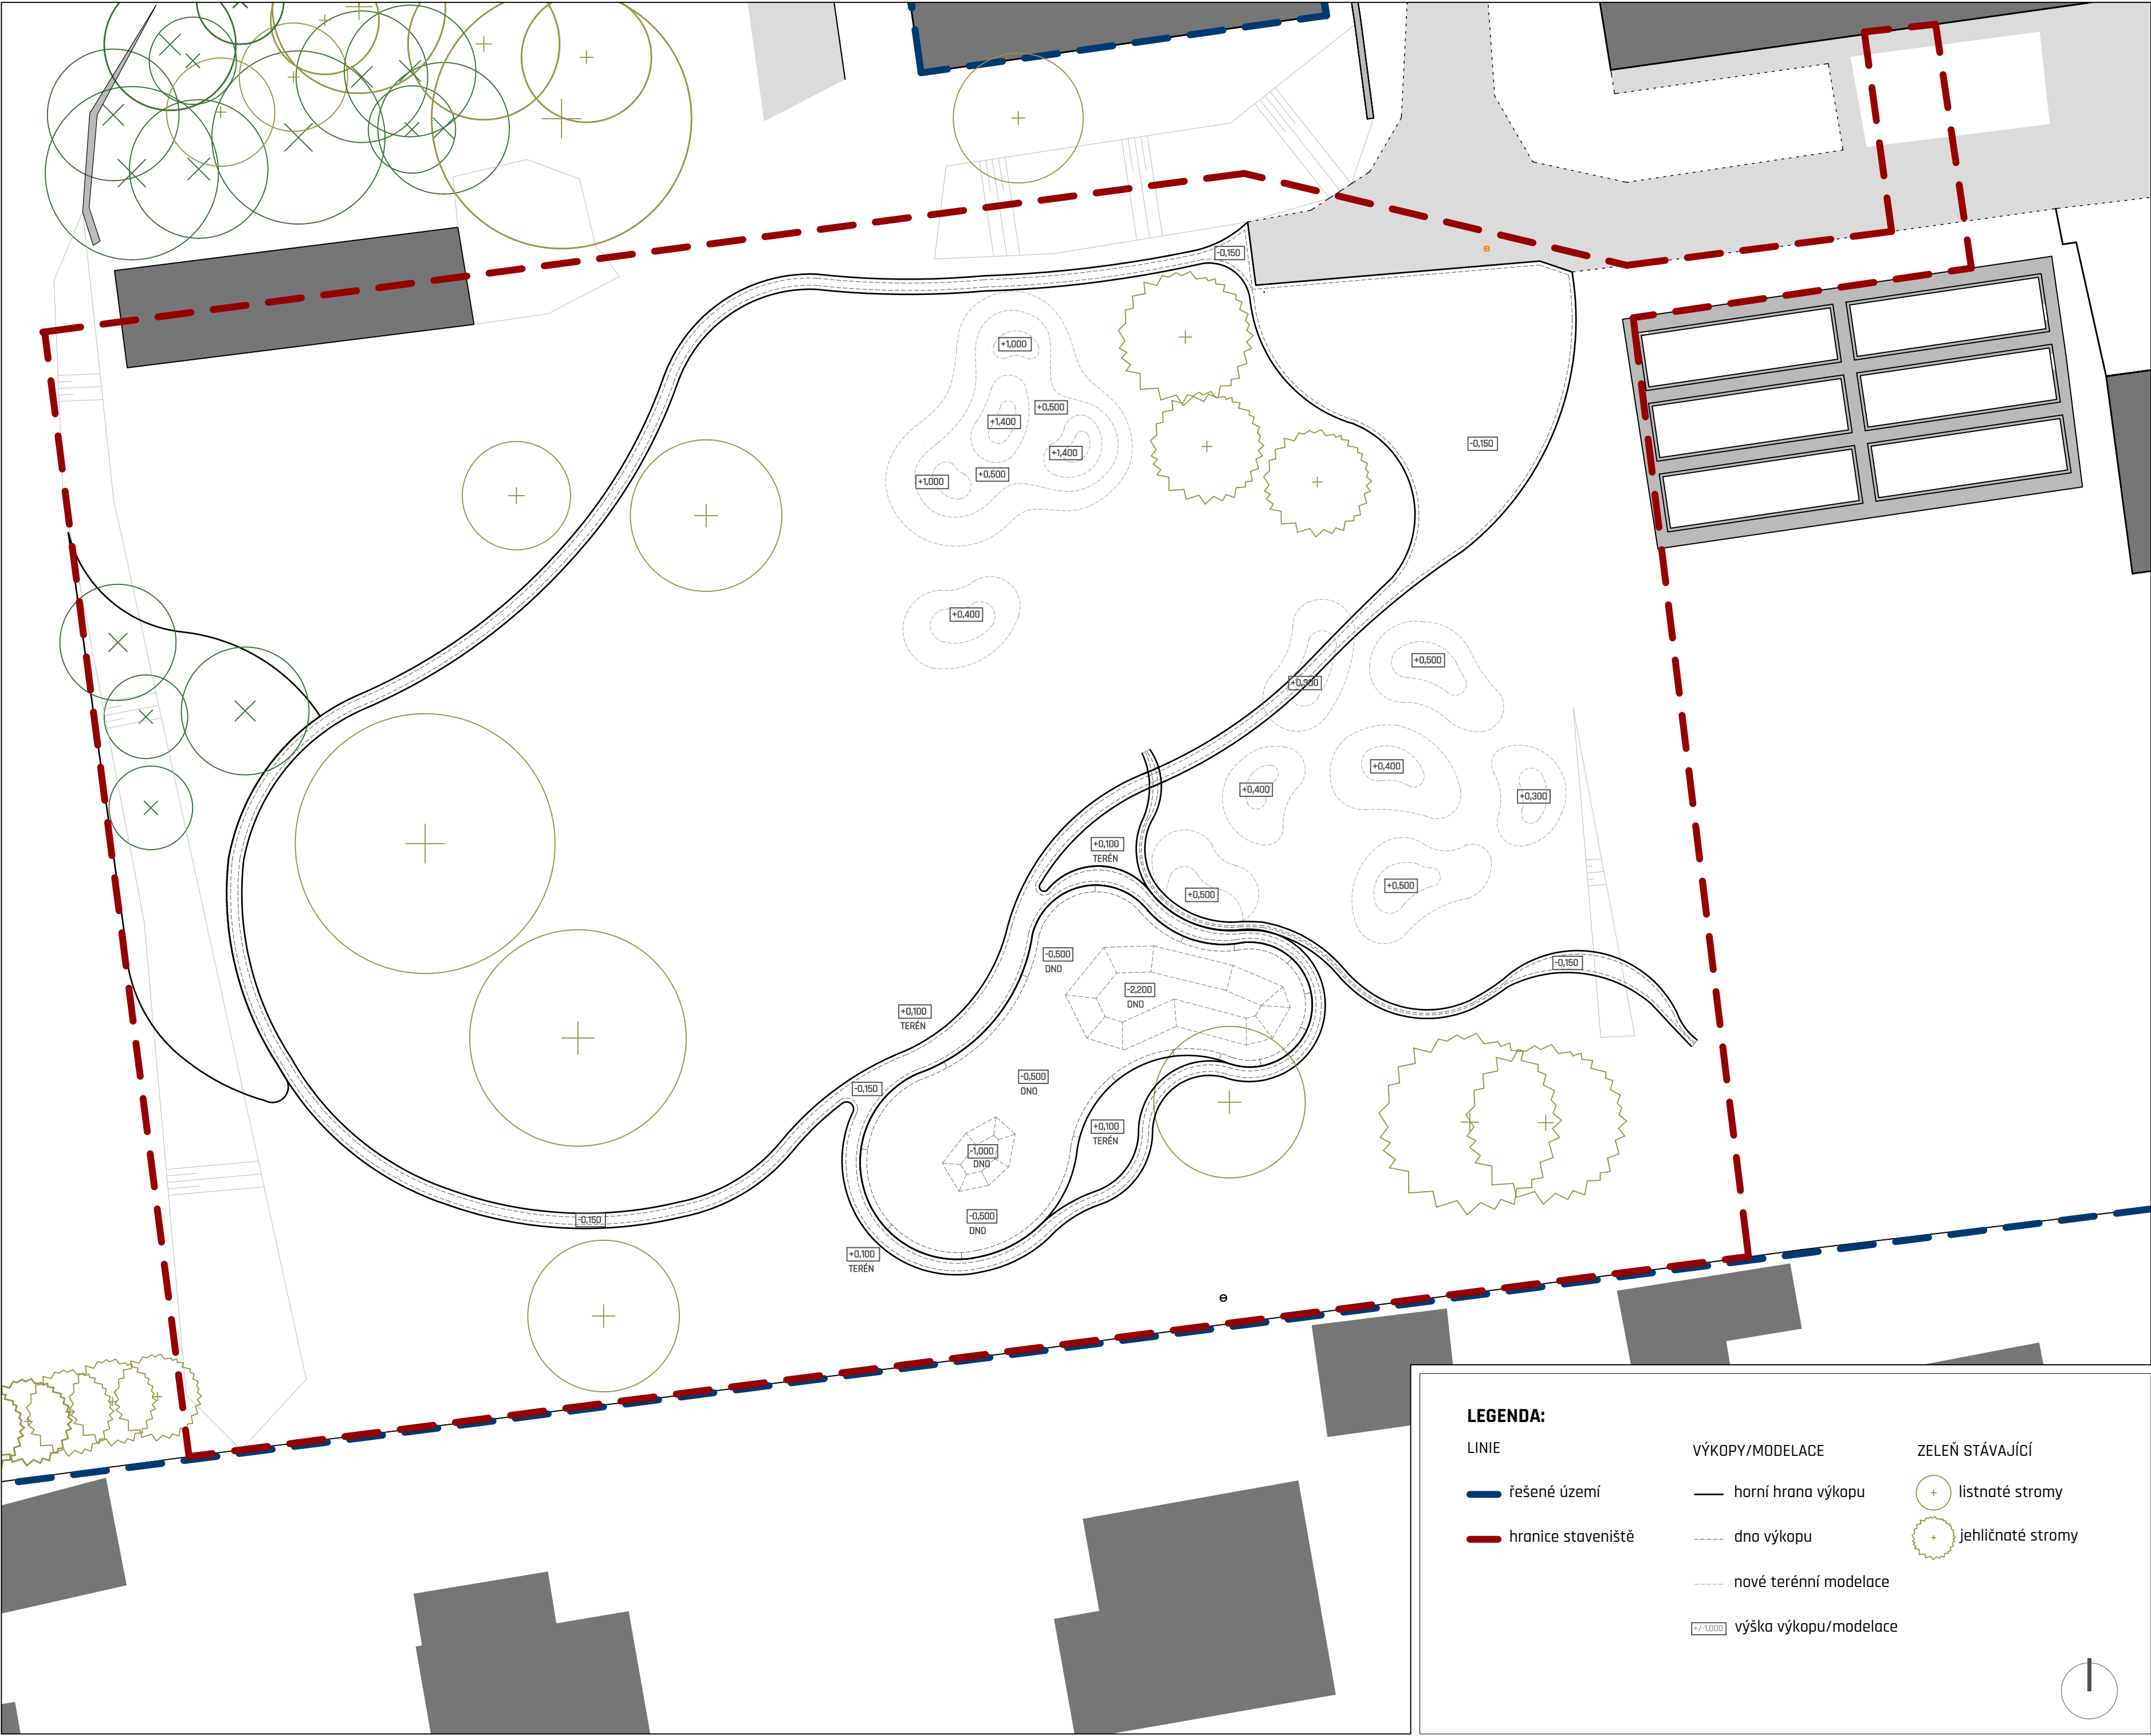 -0,150
+1,000
+0,500
+1,400
-0,150
+1,400
+0,500
+1,000
+0,400
+0,500
+0,300
+0,400
+0,400
+0,300
+0,100
TERÉN
+0,500
+0,500
-0,500
DNO
-0,150
-2,200
DNO
+0,100
TERÉN
-0,500
DNO
-0,150
+0,100
TERÉN
-1,000
DNO
-0,500
DNO
-0,150
+0,100
TERÉN
LEGENDA:
LINIE
řešené území
hranice staveniště
VÝKOPY/MODELACE
horní hrana výkopu
dno výkopu
nové terénní modelace
+/-1,000 výška výkopu/modelace
ZELEŇ STÁVAJÍCÍ
listnaté stromy
jehličnaté stromy